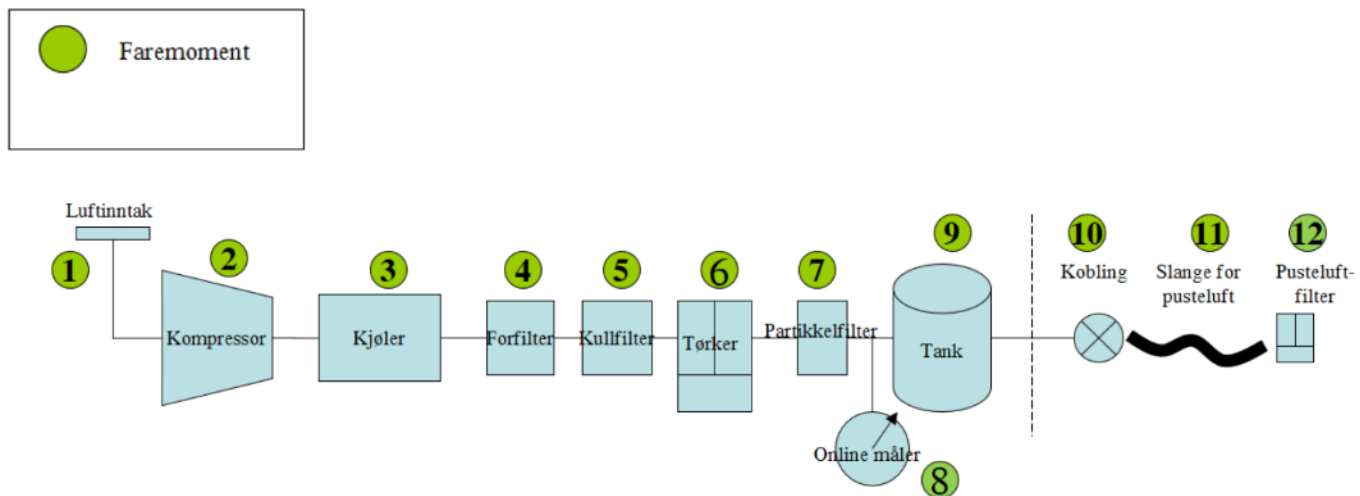 Faremoment
Luftinntak
1
2
Kompressor
3
Kjøler
4
Forfilter
5
Kullfilter
6
Tørker
7
Partikkelfilter
Online måler
8
9
Tank
10
Kobling
11
Slange for
pusteluft
12
Pusteluft-
filter